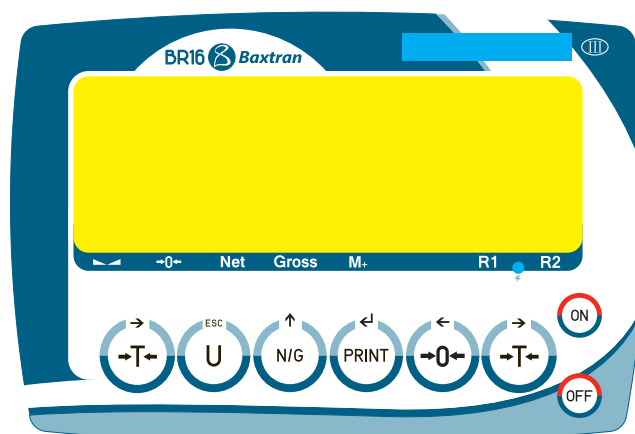 BR16 Baxtran III
→0← Net Gross M+ R1 R2
→ ESC ↑ ↵ ← →
→T← U N/G PRINT →0← →T←
ON
OFF